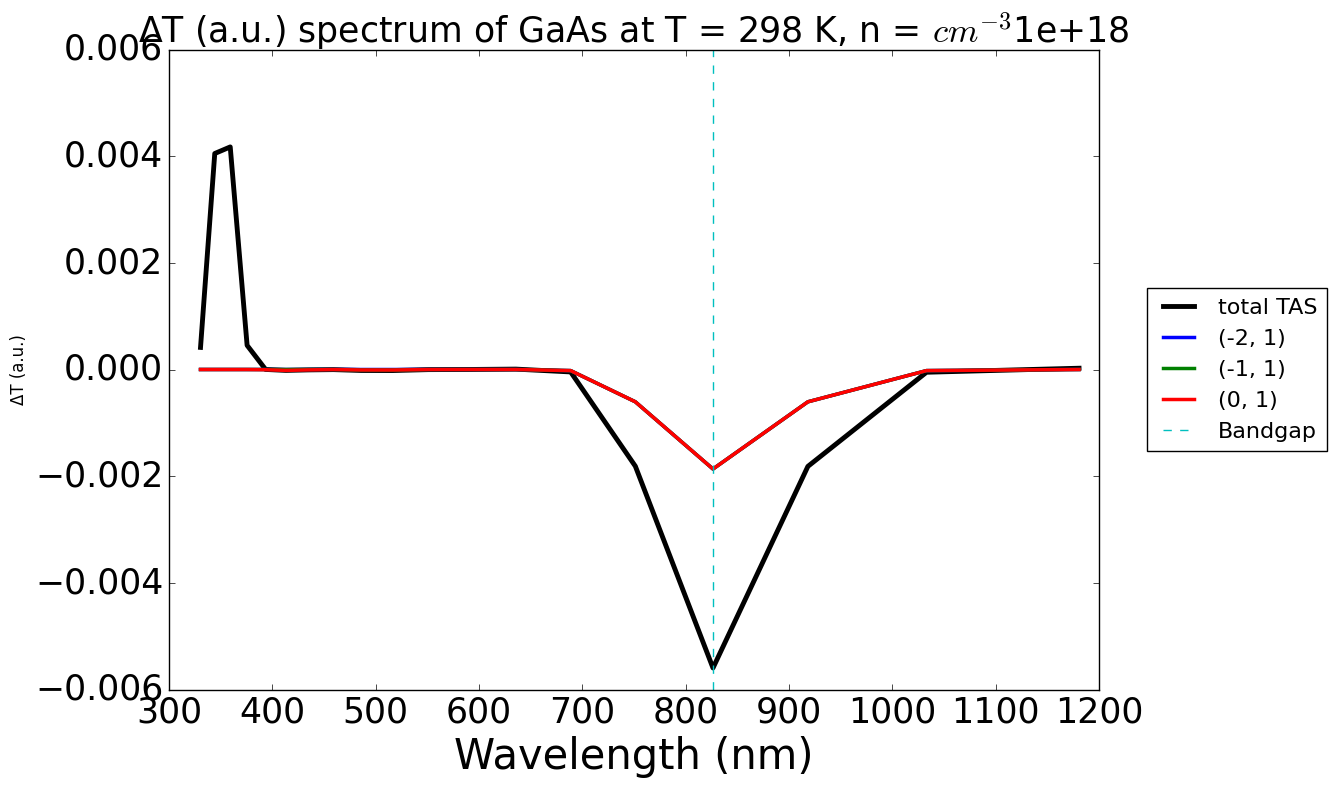 ΔT (a.u.) spectrum of GaAs at T = 298 K, n = cm⁻³1e+18
0.006
0.004
0.002
0.000
−0.002
−0.004
−0.006
ΔT (a.u.)
300 400 500 600 700 800 900 1000 1100 1200
Wavelength (nm)
total TAS
(-2, 1)
(-1, 1)
(0, 1)
Bandgap